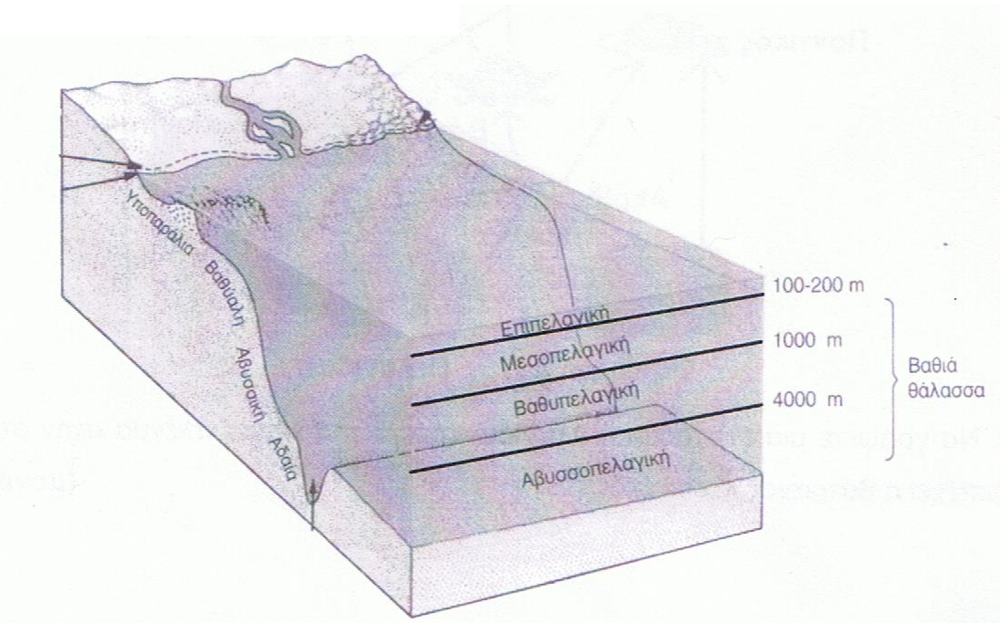 Υποπαράλια
Βαθύαλη
Αβυσσική
Αδαία
Επιπελαγική
Μεσοπελαγική
Βαθυπελαγική
Αβυσσοπελαγική
100-200 m
1000 m
4000 m
Βαθιά
θάλασσα